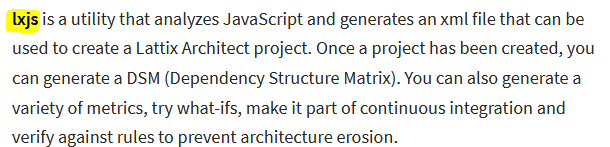 lxjs is a utility that analyzes JavaScript and generates an xml file that can be
used to create a Lattix Architect project. Once a project has been created, you
can generate a DSM (Dependency Structure Matrix). You can also generate a
variety of metrics, try what-ifs, make it part of continuous integration and
verify against rules to prevent architecture erosion.